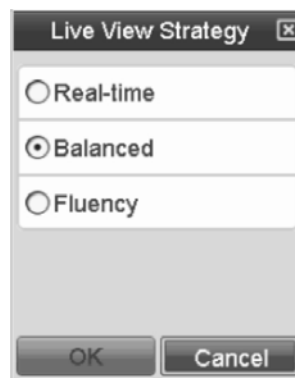 Live View Strategy
Real-time
Balanced
Fluency
OK
Cancel